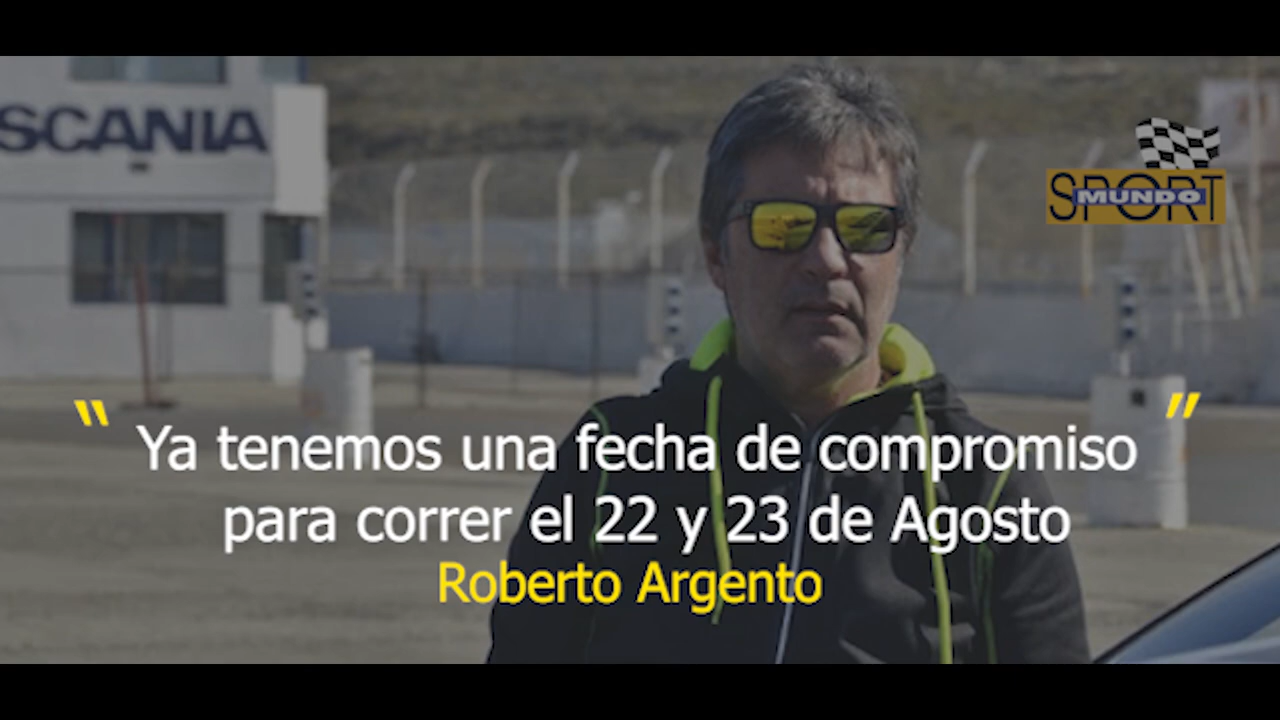 SCANIA
SPORT
MUNDO
“ Ya tenemos una fecha de compromiso ”
para correr el 22 y 23 de Agosto
Roberto Argento